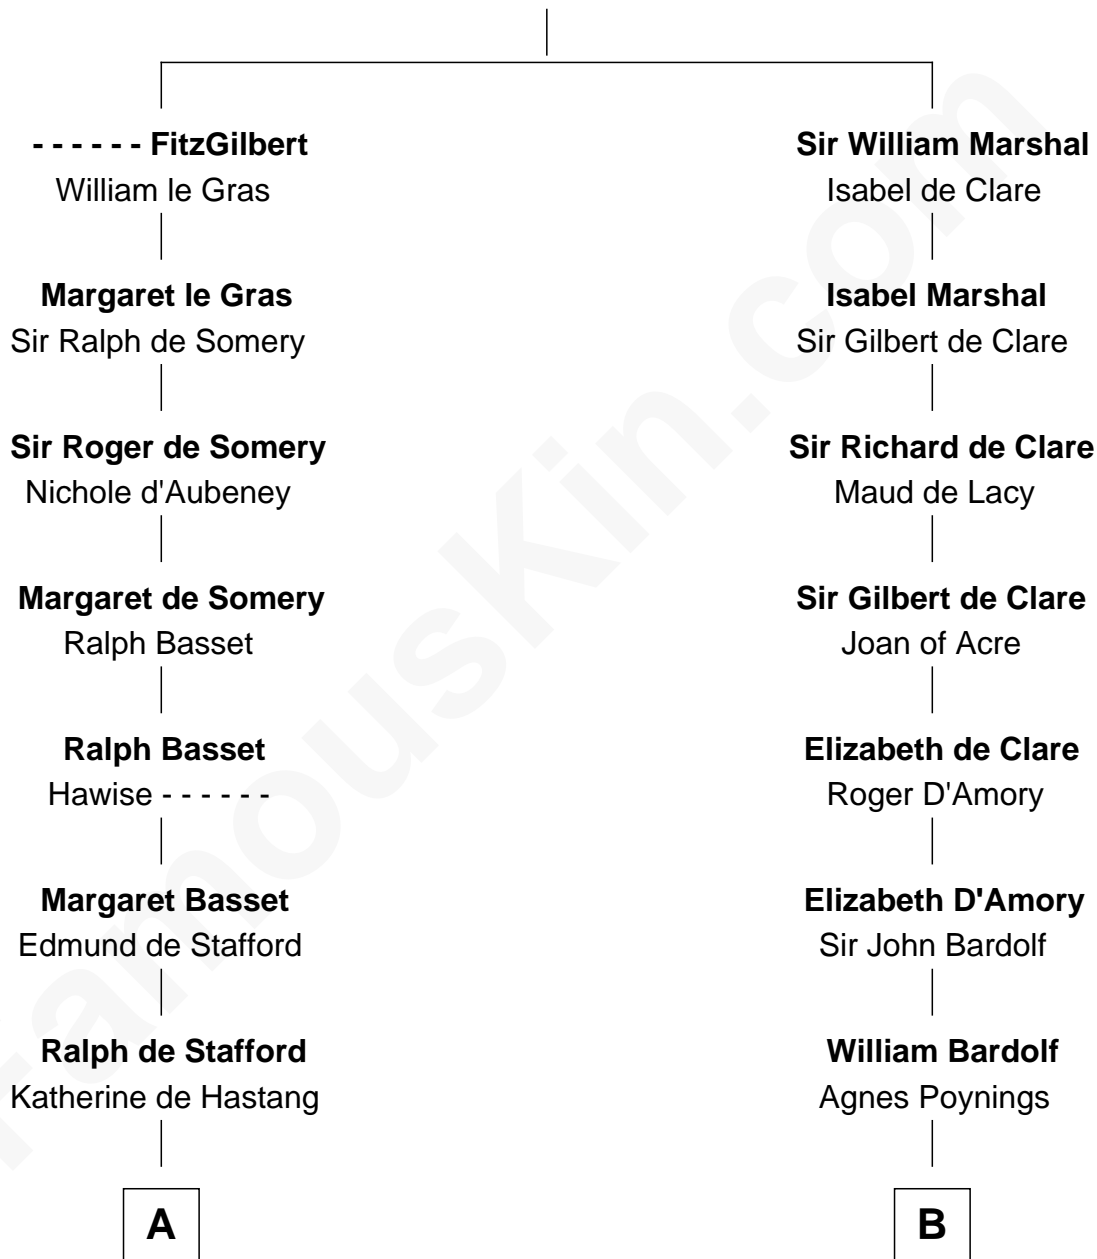 - - - - - - FitzGilbert
William le Gras
Margaret le Gras
Sir Ralph de Somery
Sir Roger de Somery
Nichole d'Aubeney
Margaret de Somery
Ralph Basset
Ralph Basset
Hawise - - - - - -
Margaret Basset
Edmund de Stafford
Ralph de Stafford
Katherine de Hastang
A
Sir William Marshal
Isabel de Clare
Isabel Marshal
Sir Gilbert de Clare
Sir Richard de Clare
Maud de Lacy
Sir Gilbert de Clare
Joan of Acre
Elizabeth de Clare
Roger D'Amory
Elizabeth D'Amory
Sir John Bardolf
William Bardolf
Agnes Poynings
B
FamousKin.com